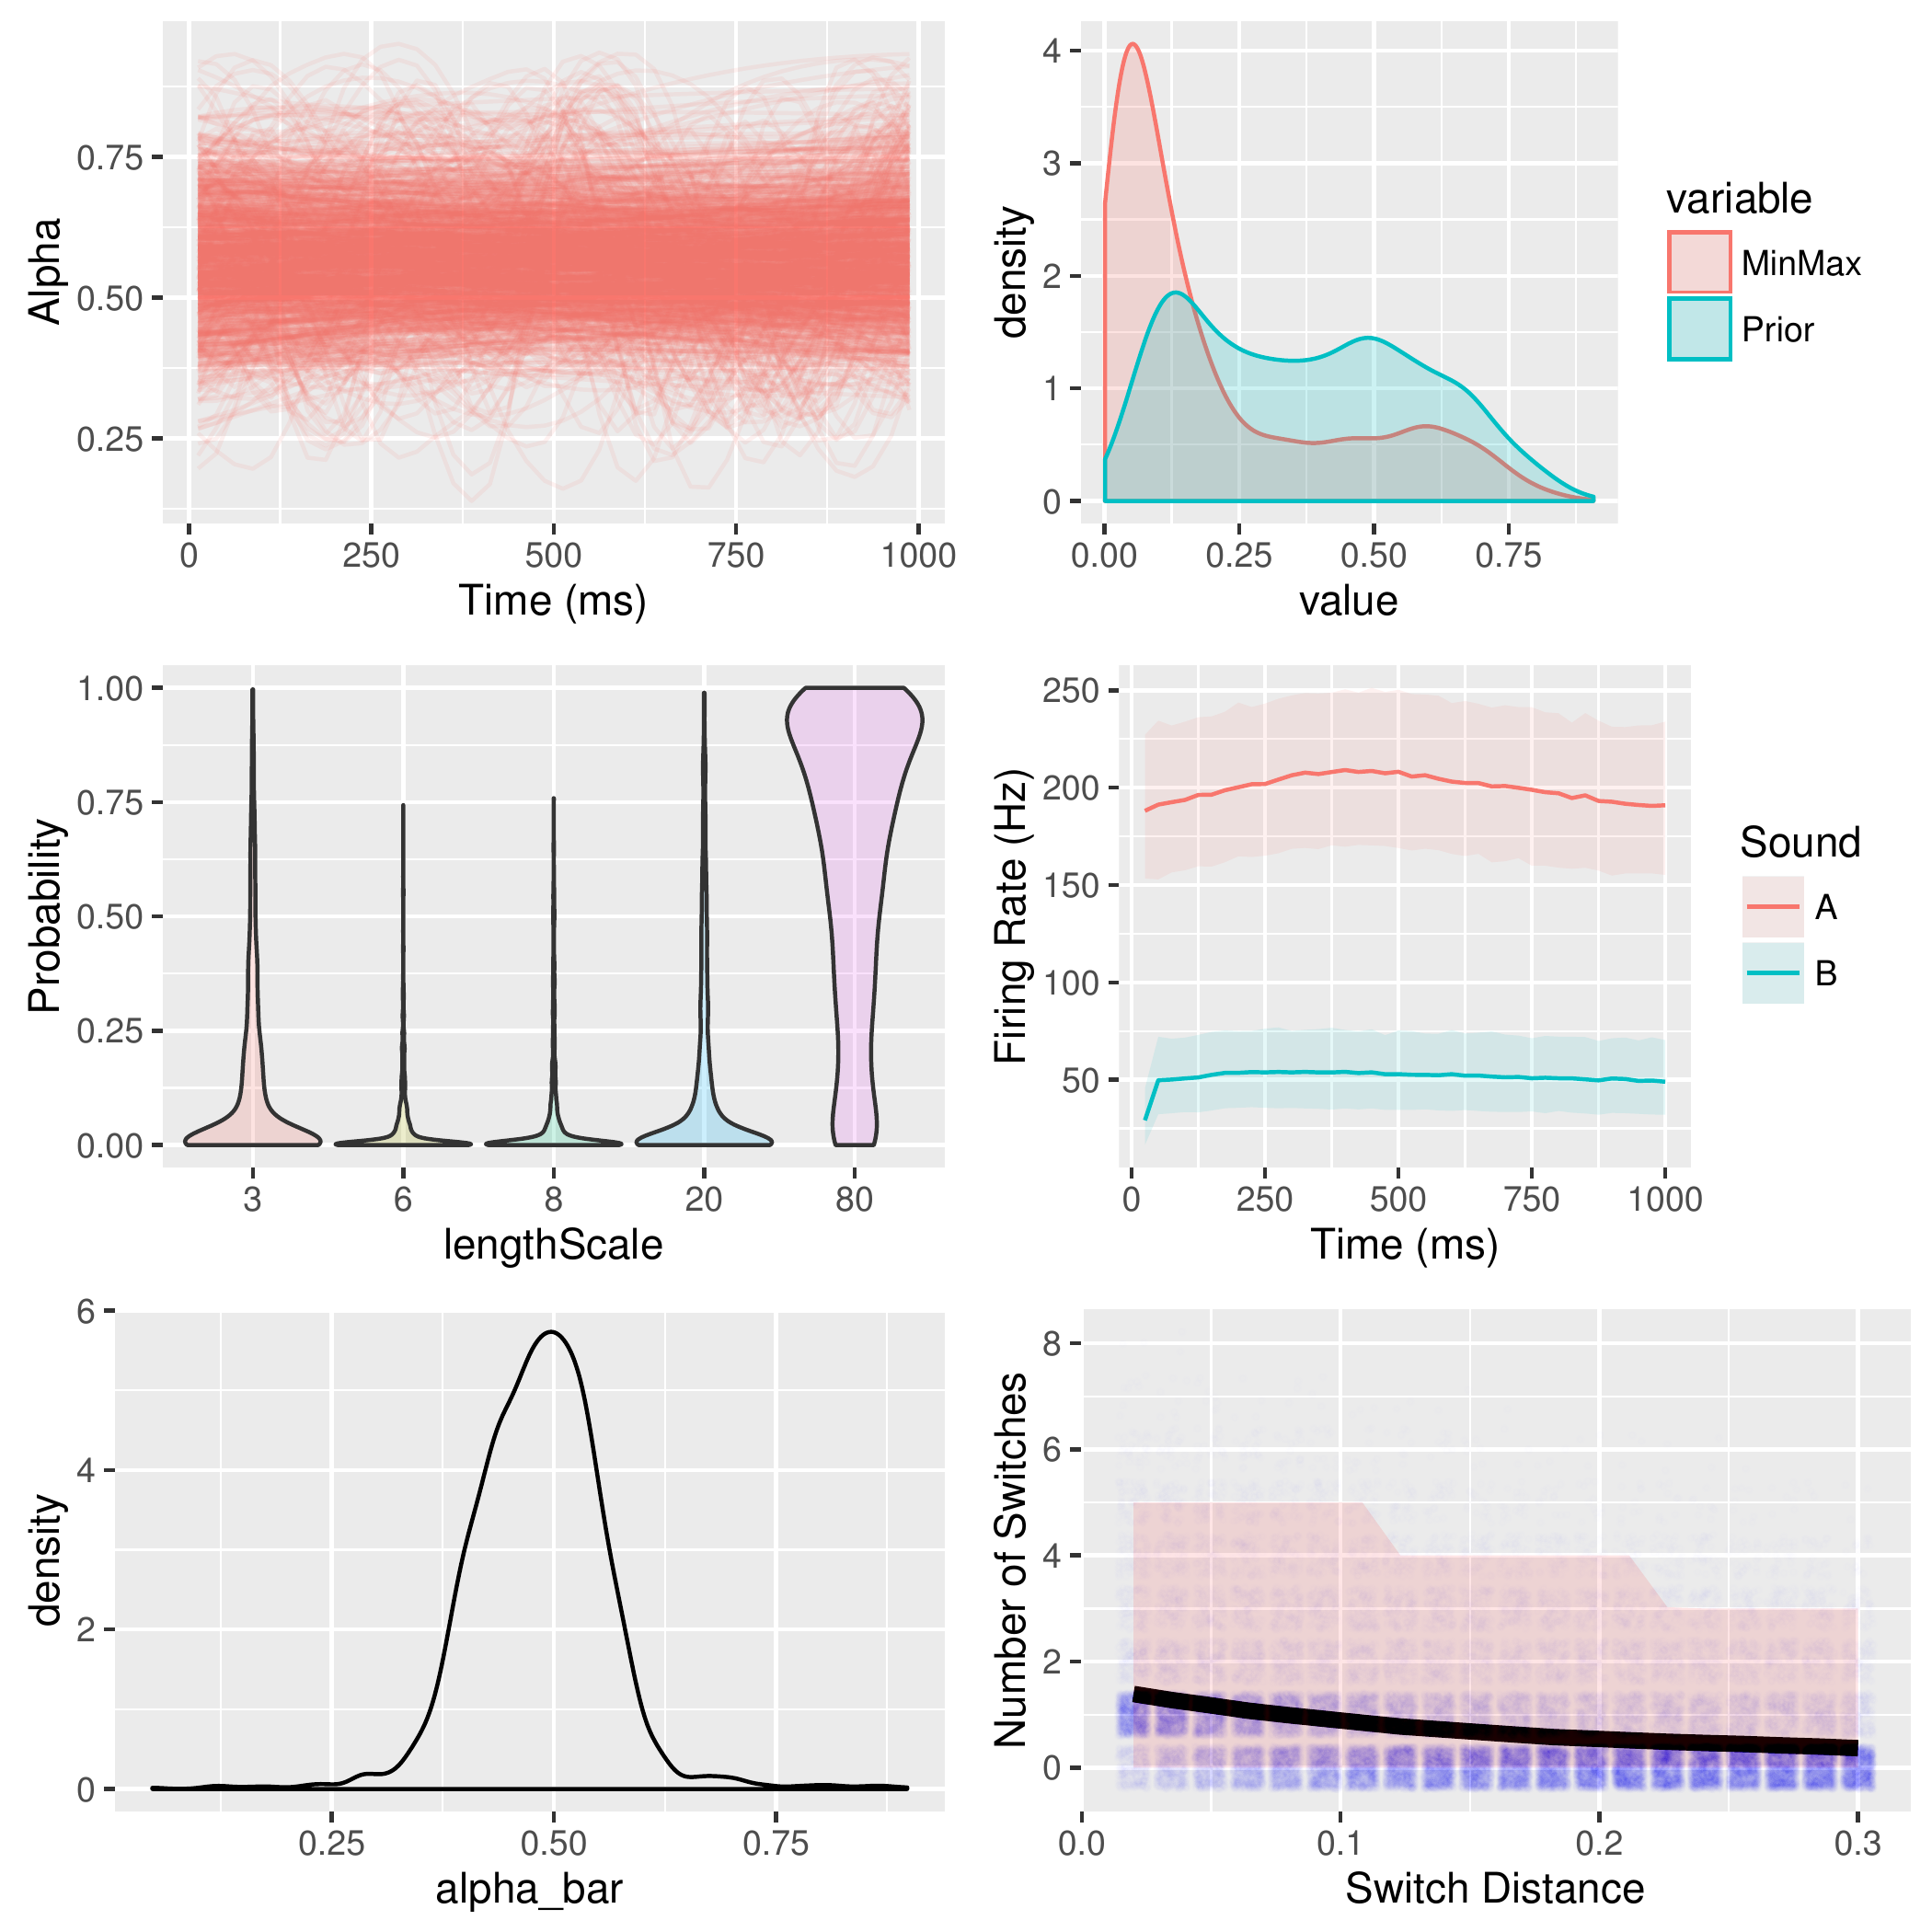 Alpha
0.75
0.50
0.25
0 250 500 750 1000
Time (ms)
density
4
3
2
1
0
0.00 0.25 0.50 0.75
value
variable
MinMax
Prior
Probability
1.00
0.75
0.50
0.25
0.00
3 6 8 20 80
lengthScale
Firing Rate (Hz)
250
200
150
100
50
0 250 500 750 1000
Time (ms)
Sound
A
B
density
6
4
2
0
0.25 0.50 0.75
alpha_bar
Number of Switches
8
6
4
2
0
0.0 0.1 0.2 0.3
Switch Distance